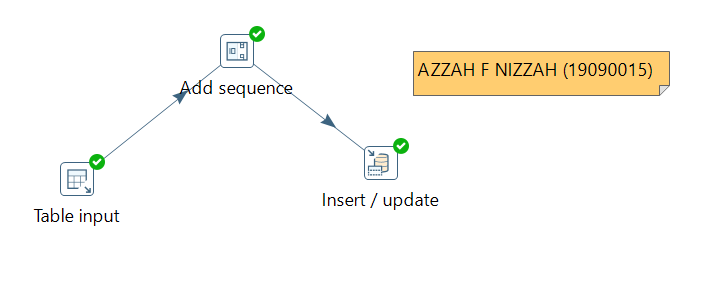 AZZAH F NIZZAH (19090015)
Add sequence
Table input
Insert / update